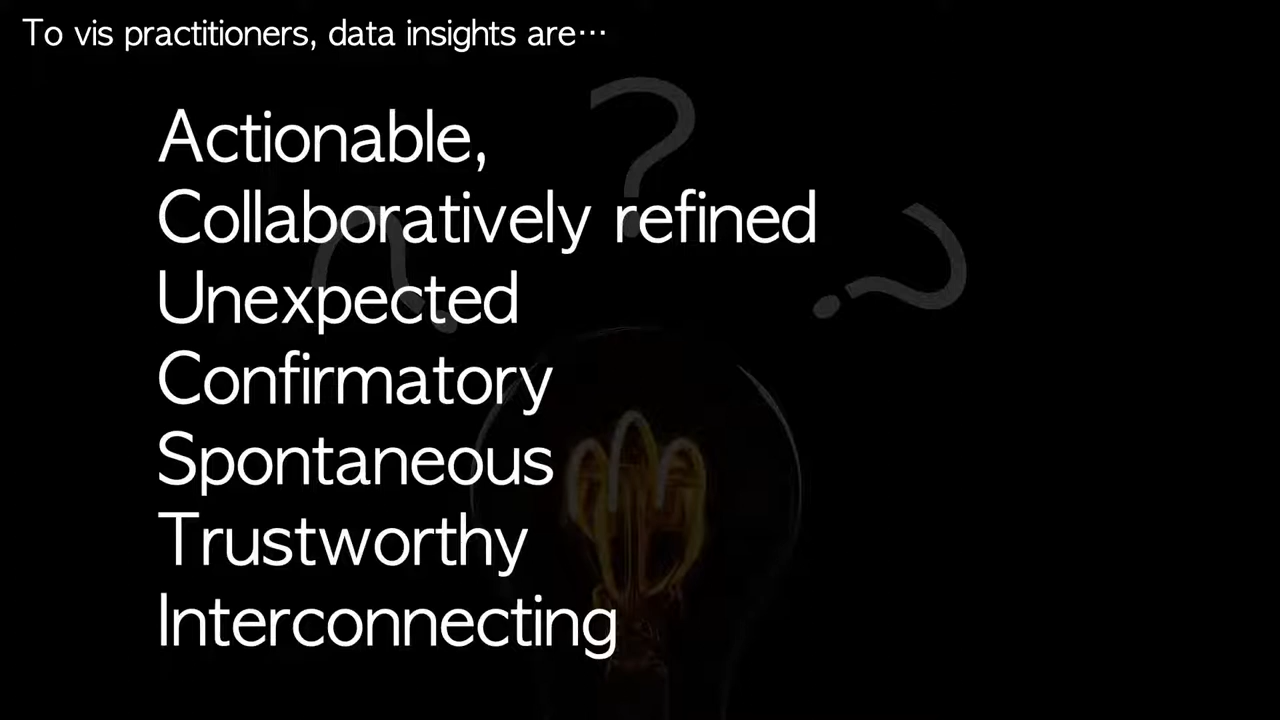 To vis practitioners, data insights are…
Actionable,
Collaboratively refined
Unexpected
Confirmatory
Spontaneous
Trustworthy
Interconnecting